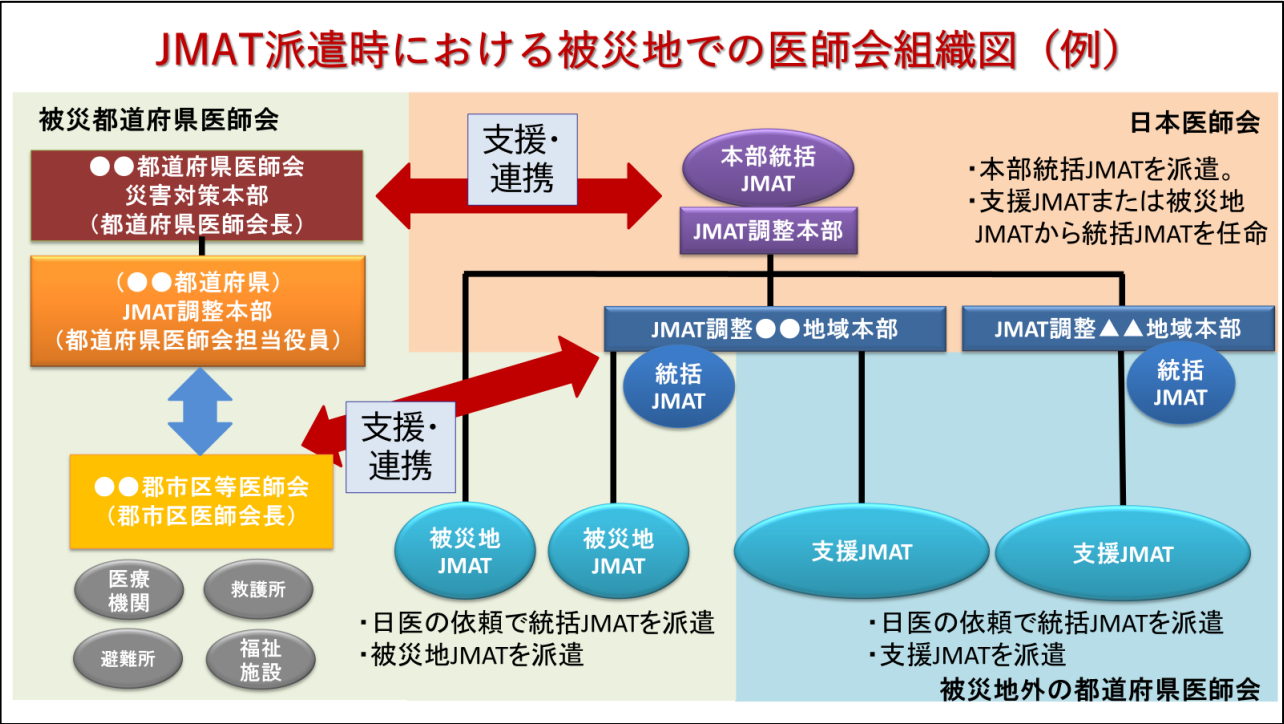 JMAT派遣時における被災地での医師会組織図（例）
被災都道府県医師会
●●都道府県医師会
災害対策本部
（都道府県医師会長）
（●●都道府県）
JMAT調整本部
（都道府県医師会担当役員）
●●郡市区等医師会
（郡市区医師会長）
医療
機関
救護所
避難所
福祉
施設
支援・
連携
支援・
連携
日本医師会
本部統括
JMAT
JMAT調整本部
・本部統括JMATを派遣。
・支援JMATまたは被災地
JMATから統括JMATを任命
JMAT調整●●地域本部
統括
JMAT
JMAT調整▲▲地域本部
統括
JMAT
被災地
JMAT
被災地
JMAT
支援JMAT
支援JMAT
・日医の依頼で統括JMATを派遣
・被災地JMATを派遣
・日医の依頼で統括JMATを派遣
・支援JMATを派遣
被災地外の都道府県医師会